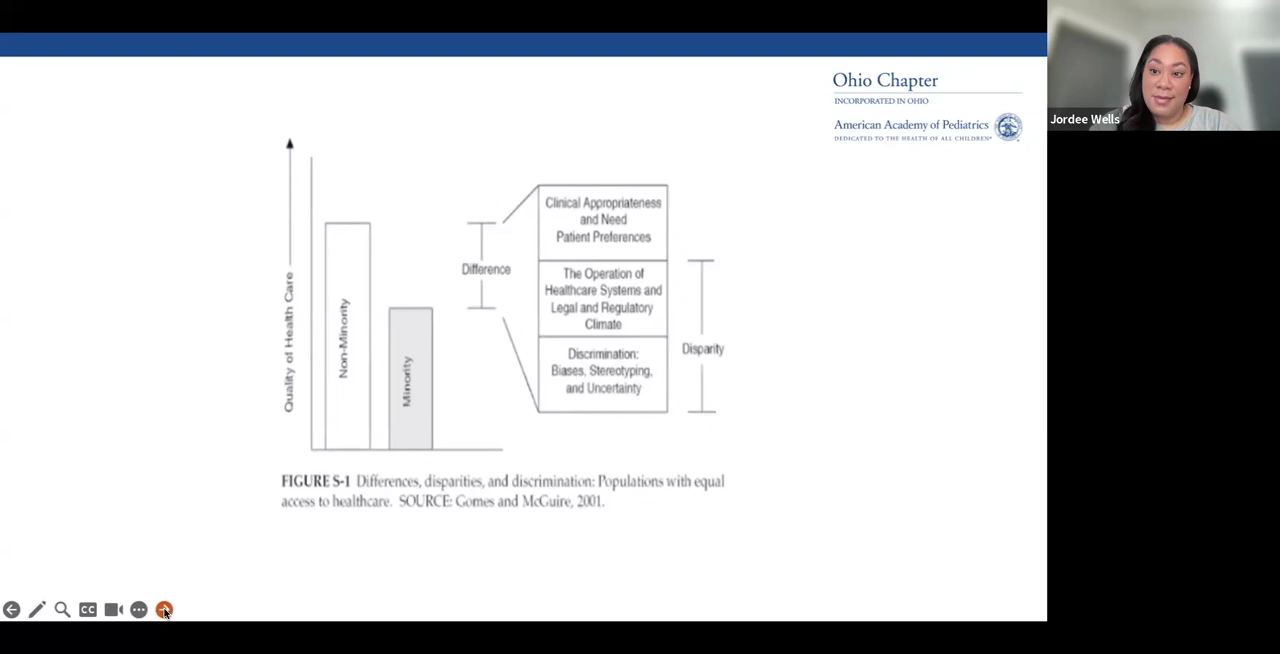 Ohio Chapter
INCORPORATED IN OHIO
American Academy of Pediatrics
DEDICATED TO THE HEALTH OF ALL CHILDREN®
Jordee Wells
Quality of Health Care
Non-Minority
Minority
Difference
Clinical Appropriateness
and Need
Patient Preferences
The Operation of
Healthcare Systems and
Legal and Regulatory
Climate
Discrimination:
Biases, Stereotyping,
and Uncertainty
Disparity
FIGURE S-1 Differences, disparities, and discrimination: Populations with equal
access to healthcare. SOURCE: Gomes and McGuire, 2001.
CC